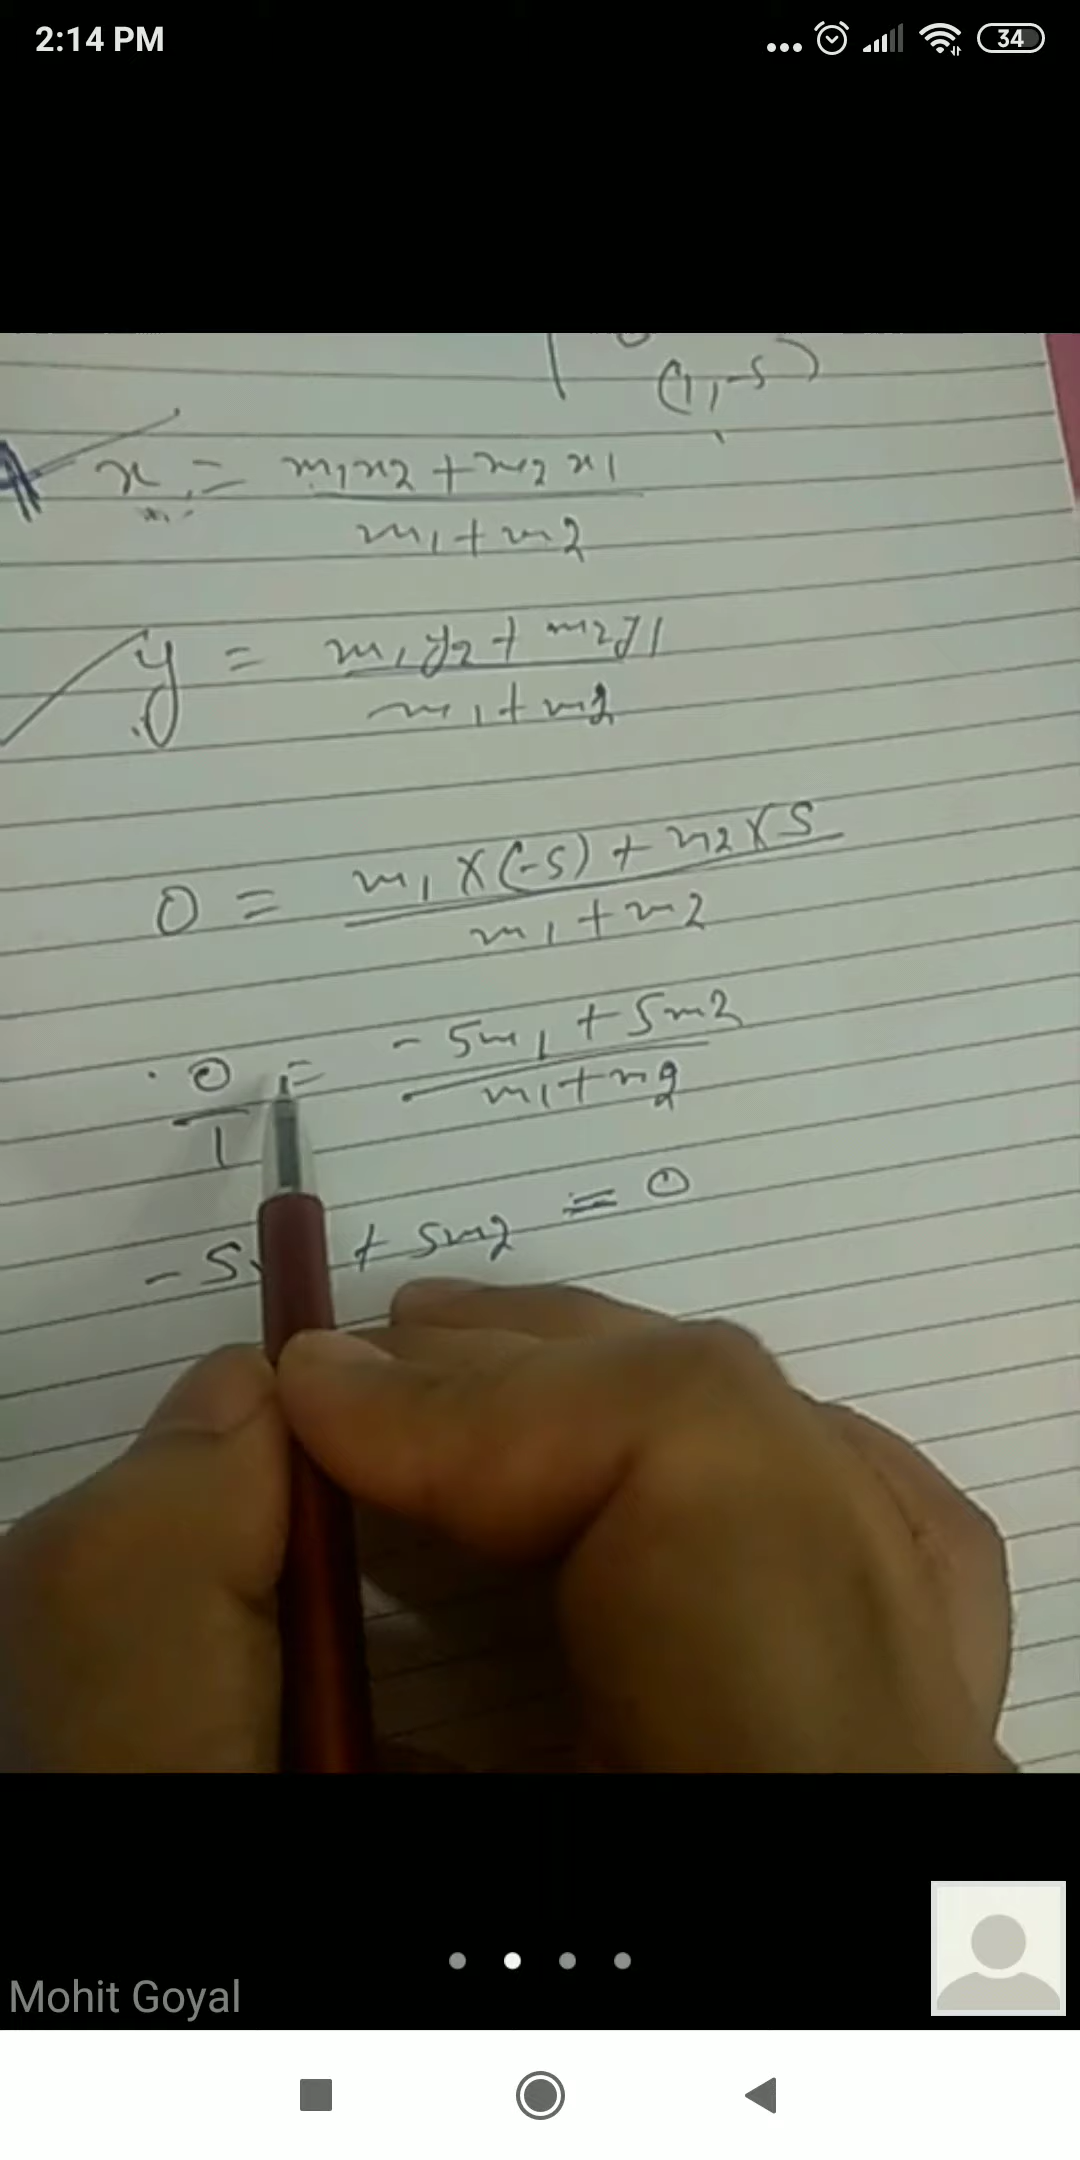 2:14 PM
34
(1,-5)
x = m1x2 + m2x1
m1 + m2
y = m1y2 + m2y1
m1 + m2
0 = m1 x (-5) + m2 x 5
m1 + m2
0 = -5m1 + 5m2
1 m1 + m2
-5 + 5m2 = 0
Mohit Goyal